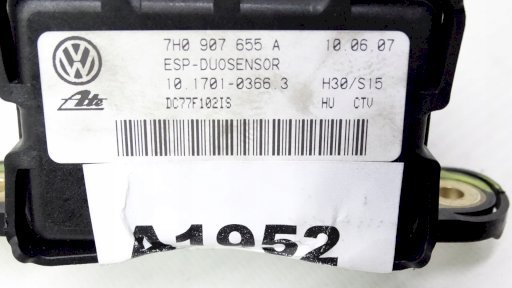 7H0 907 655 A 10.06.07
ESP-DUOSENSOR
10.1701-0366.3 H30/S15
Ate DC77F102IS HU CTV
A1952